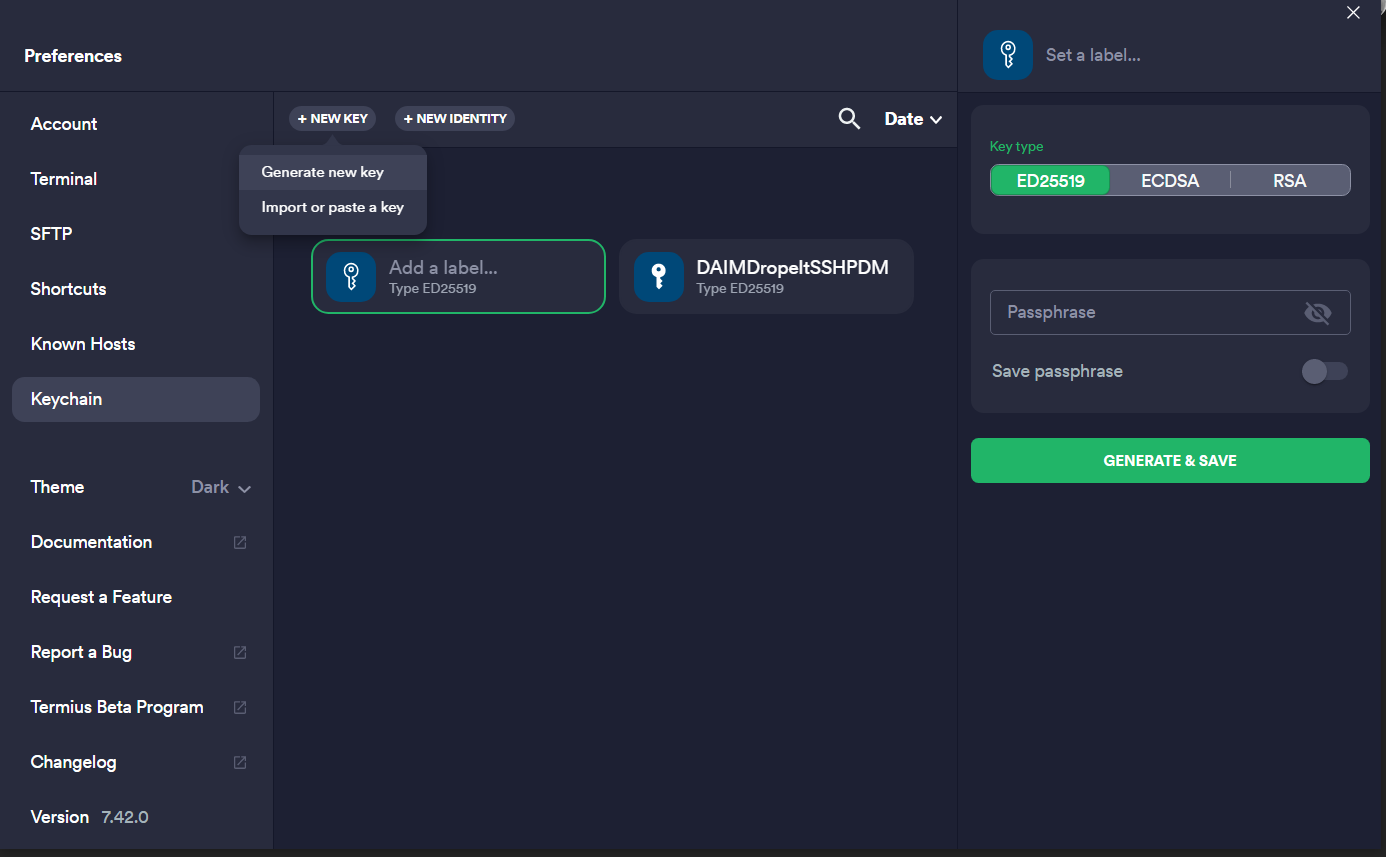 Preferences
Account
Terminal
SFTP
Shortcuts
Known Hosts
Keychain
Theme Dark
Documentation
Request a Feature
Report a Bug
Termius Beta Program
Changelog
Version 7.42.0
+ NEW KEY + NEW IDENTITY Date
Generate new key
Import or paste a key
Add a label...
Type ED25519
DAIMDropeItSSHPDM
Type ED25519
Set a label...
Key type
ED25519 ECDSA RSA
Passphrase
Save passphrase
GENERATE & SAVE